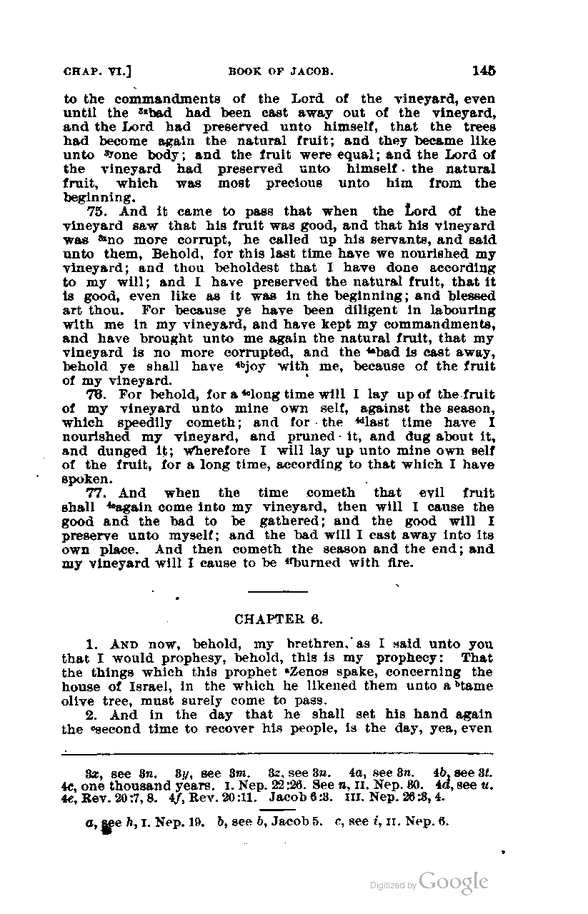 CHAP. VI.] BOOK OF JACOB. 145
to the commandments of the Lord of the vineyard, even
until the 3xbad had been cast away out of the vineyard,
and the Lord had preserved unto himself, that the trees
had become again the natural fruit; and they became like
unto 3yone body; and the fruit were equal; and the Lord of
the vineyard had preserved unto himself the natural
fruit, which was most precious unto him from the
beginning.
75. And it came to pass that when the Lord of the
vineyard saw that his fruit was good, and that his vineyard
was 3zno more corrupt, he called up his servants, and said
unto them, Behold, for this last time have we nourished my
vineyard; and thou beholdest that I have done according
to my will; and I have preserved the natural fruit, that it
is good, even like as it was in the beginning; and blessed
art thou. For because ye have been diligent in labouring
with me in my vineyard, and have kept my commandments,
and have brought unto me again the natural fruit, that my
vineyard is no more corrupted, and the 4abad is cast away,
behold ye shall have 4bjoy with me, because of the fruit
of my vineyard.
76. For behold, for a 4clong time will I lay up of the fruit
of my vineyard unto mine own self, against the season,
which speedily cometh; and for the 4dlast time have I
nourished my vineyard, and pruned it, and dug about it,
and dunged it; wherefore I will lay up unto mine own self
of the fruit, for a long time, according to that which I have
spoken.
77. And when the time cometh that evil fruit
shall 4eagain come into my vineyard, then will I cause the
good and the bad to be gathered; and the good will I
preserve unto myself; and the bad will I cast away into its
own place. And then cometh the season and the end; and
my vineyard will I cause to be 4fburned with fire.
CHAPTER 6.
1. AND now, behold, my brethren, as I said unto you
that I would prophesy, behold, this is my prophecy: That
the things which this prophet aZenos spake, concerning the
house of Israel, in the which he likened them unto a btame
olive tree, must surely come to pass.
2. And in the day that he shall set his hand again
the csecond time to recover his people, is the day, yea, even
3x, see 3n. 3y, see 3m. 3z, see 3n. 4a, see 3n. 4b, see 3t.
4c, one thousand years. I. Nep. 22:26. See n, II. Nep. 30. 4d, see u.
4e, Rev. 20:7, 8. 4f, Rev. 20:11. Jacob 6:3. III. Nep. 26:3, 4.
a, see h, I. Nep. 19. b, see b, Jacob 5. c, see i, II. Nep. 6.
Digitized by Google